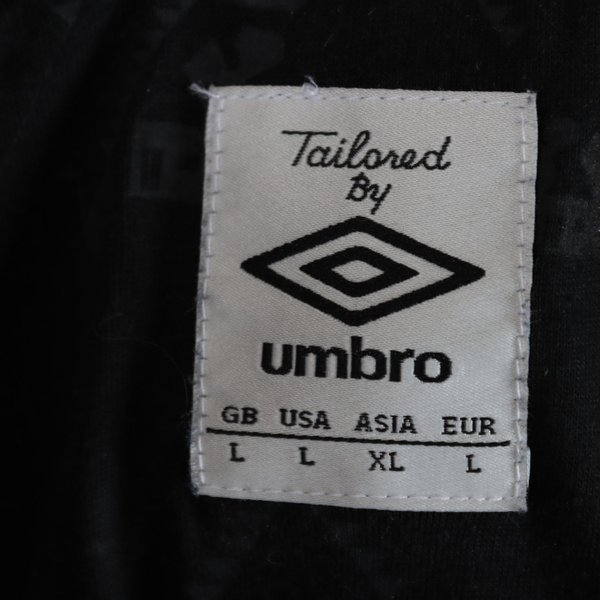 Tailored
By
umbro
GB USA ASIA EUR
L L XL L